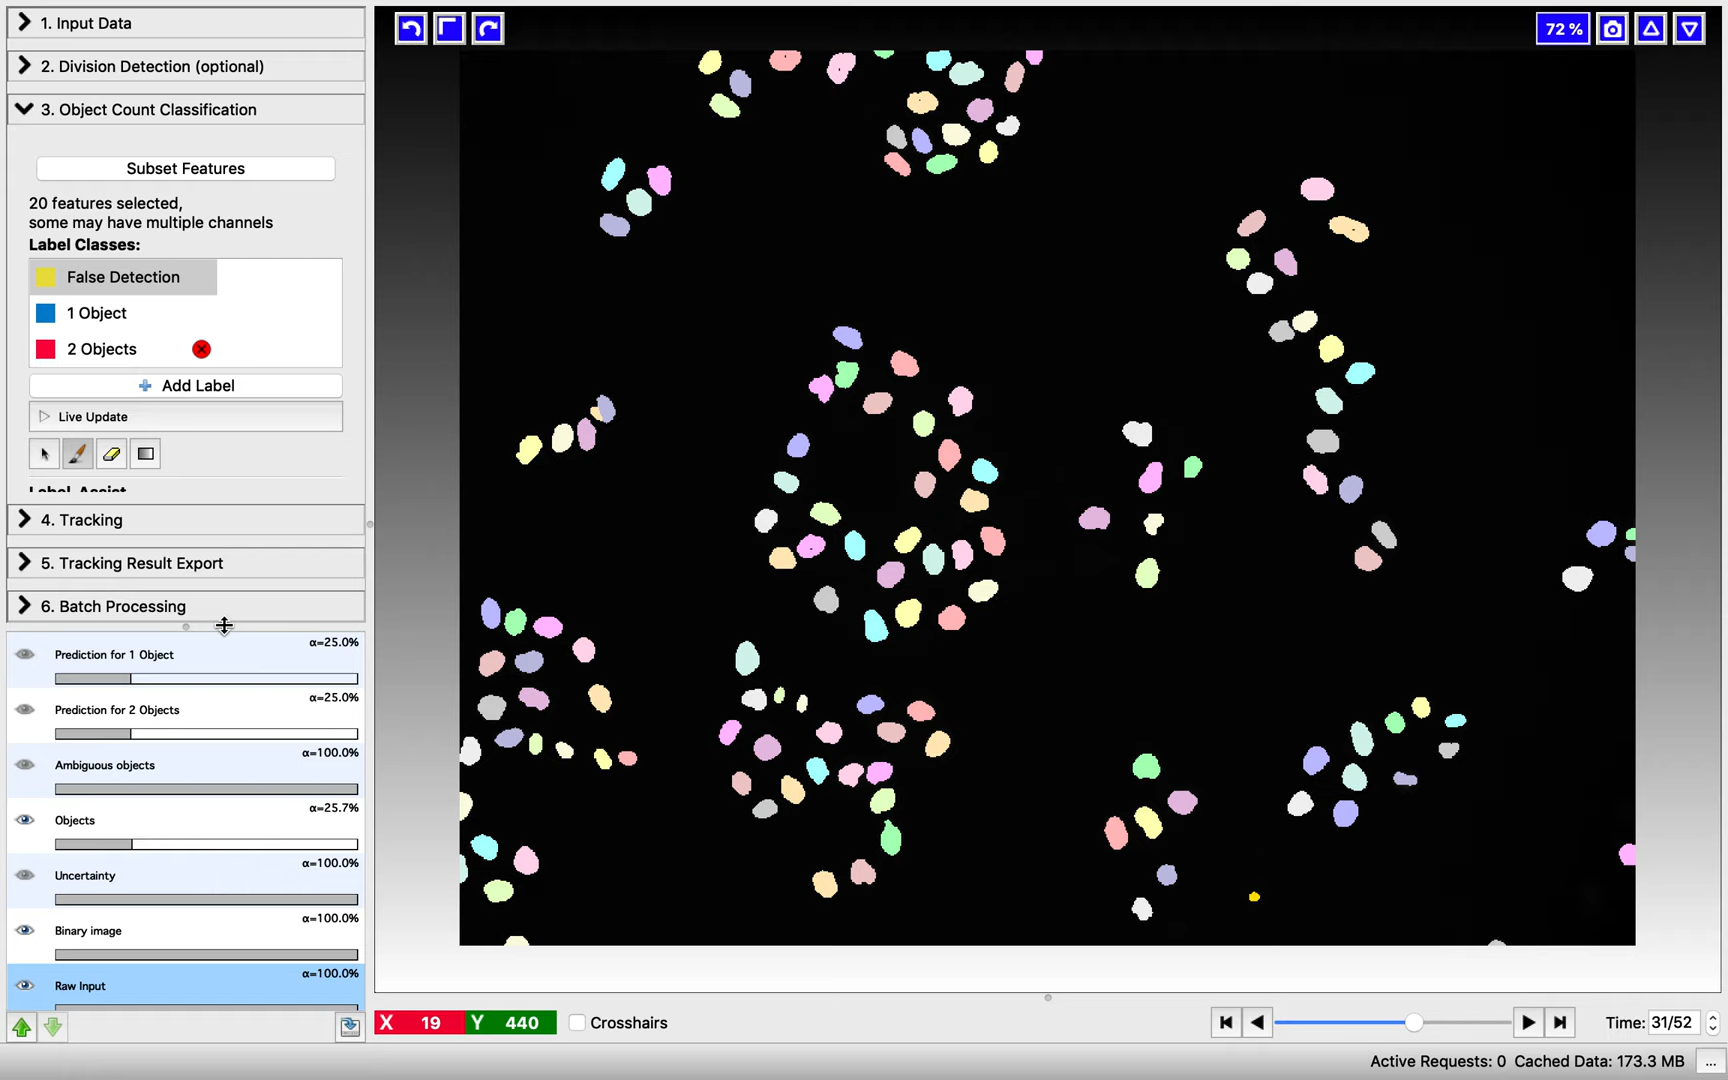 1. Input Data
2. Division Detection (optional)
3. Object Count Classification
Subset Features
20 features selected,
some may have multiple channels
Label Classes:
False Detection
1 Object
2 Objects
Add Label
Live Update
Label Assist
4. Tracking
5. Tracking Result Export
6. Batch Processing
α=25.0%
Prediction for 1 Object
α=25.0%
Prediction for 2 Objects
α=100.0%
Ambiguous objects
α=25.7%
Objects
α=100.0%
Uncertainty
α=100.0%
Binary image
α=100.0%
Raw Input
72 %
X 19 Y 440 Crosshairs
Time: 31/52
Active Requests: 0 Cached Data: 173.3 MB ...